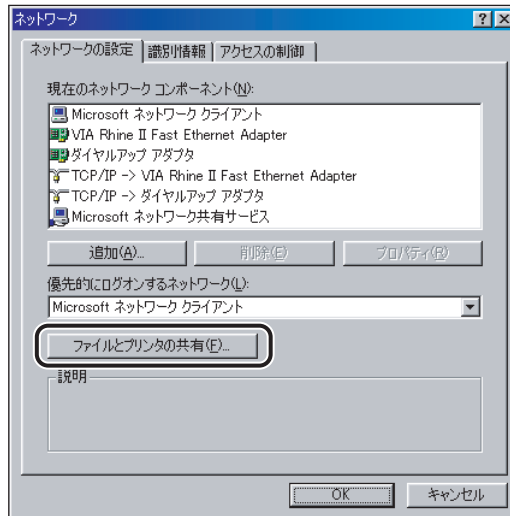 ネットワーク
ネットワークの設定 識別情報 アクセスの制御
現在のネットワーク コンポーネント(N):
Microsoft ネットワーク クライアント
VIA Rhine II Fast Ethernet Adapter
ダイヤルアップ アダプタ
TCP/IP -> VIA Rhine II Fast Ethernet Adapter
TCP/IP -> ダイヤルアップ アダプタ
Microsoft ネットワーク共有サービス
追加(A)... 削除(E) プロパティ(R)
優先的にログオンするネットワーク(L):
Microsoft ネットワーク クライアント
ファイルとプリンタの共有(F)...
説明
OK キャンセル